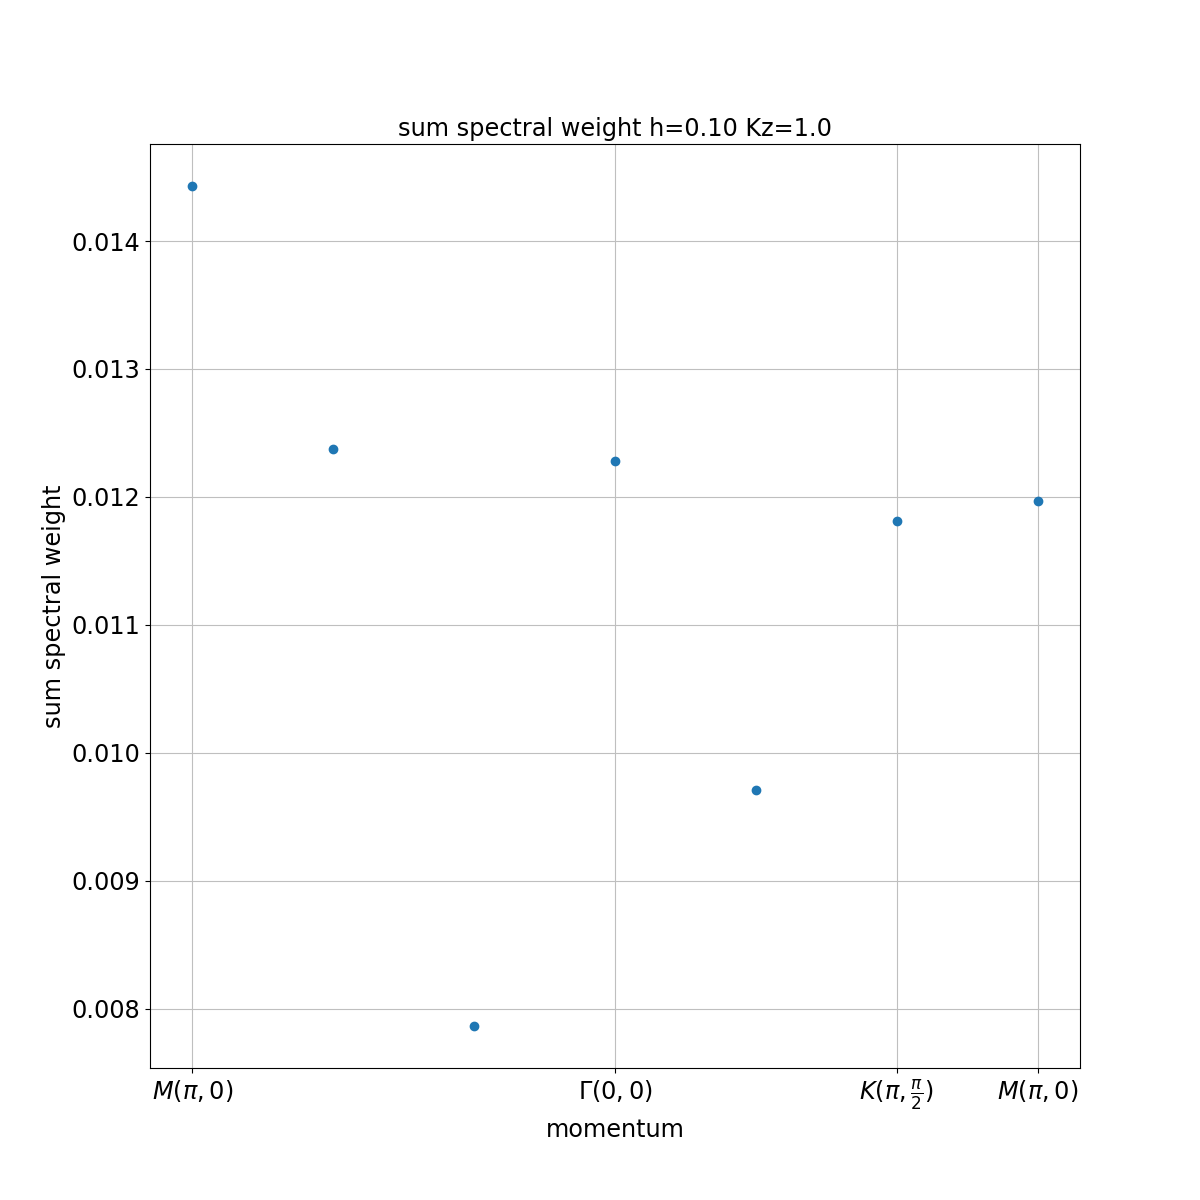 sum spectral weight h=0.10 Kz=1.0
sum spectral weight
0.014
0.013
0.012
0.011
0.010
0.009
0.008
M(π, 0) Γ(0, 0) K(π, π/2) M(π, 0)
momentum